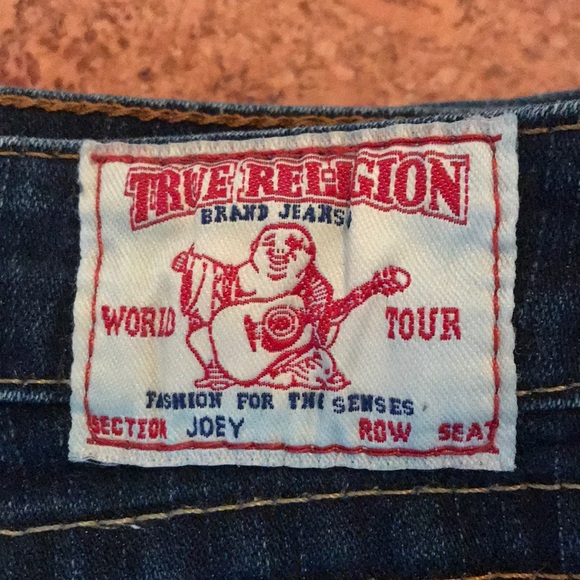 TRUE RELIGION
BRAND JEANS
WORLD TOUR
FASHION FOR THE SENSES
SECTION JOEY ROW SEAT